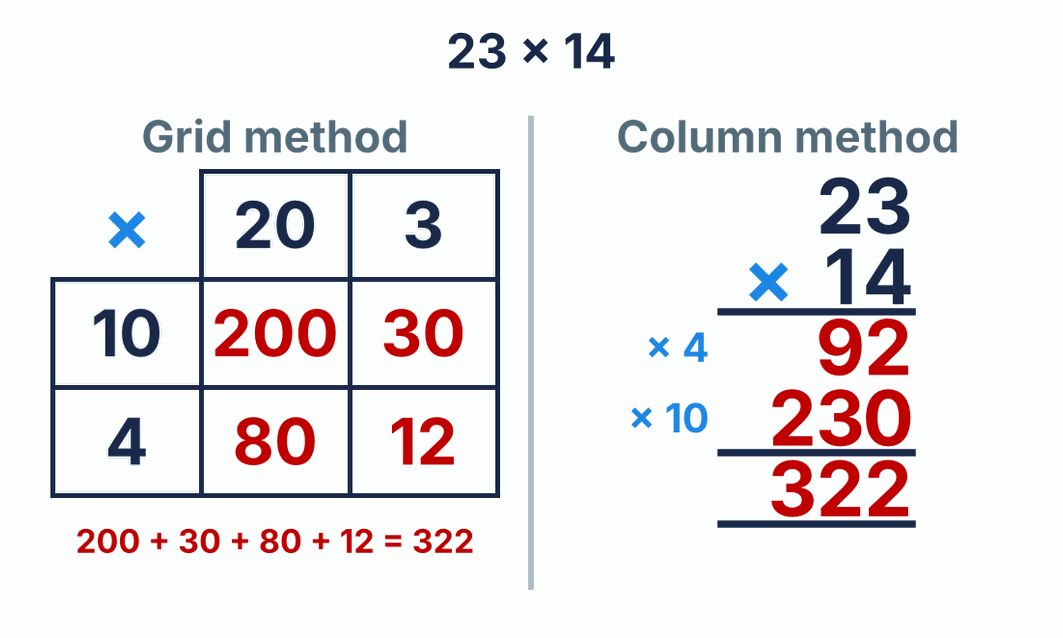 23 × 14
Grid method
× 20 3
10 200 30
4 80 12
200 + 30 + 80 + 12 = 322
Column method
23
× 14
× 4 92
× 10 230
322